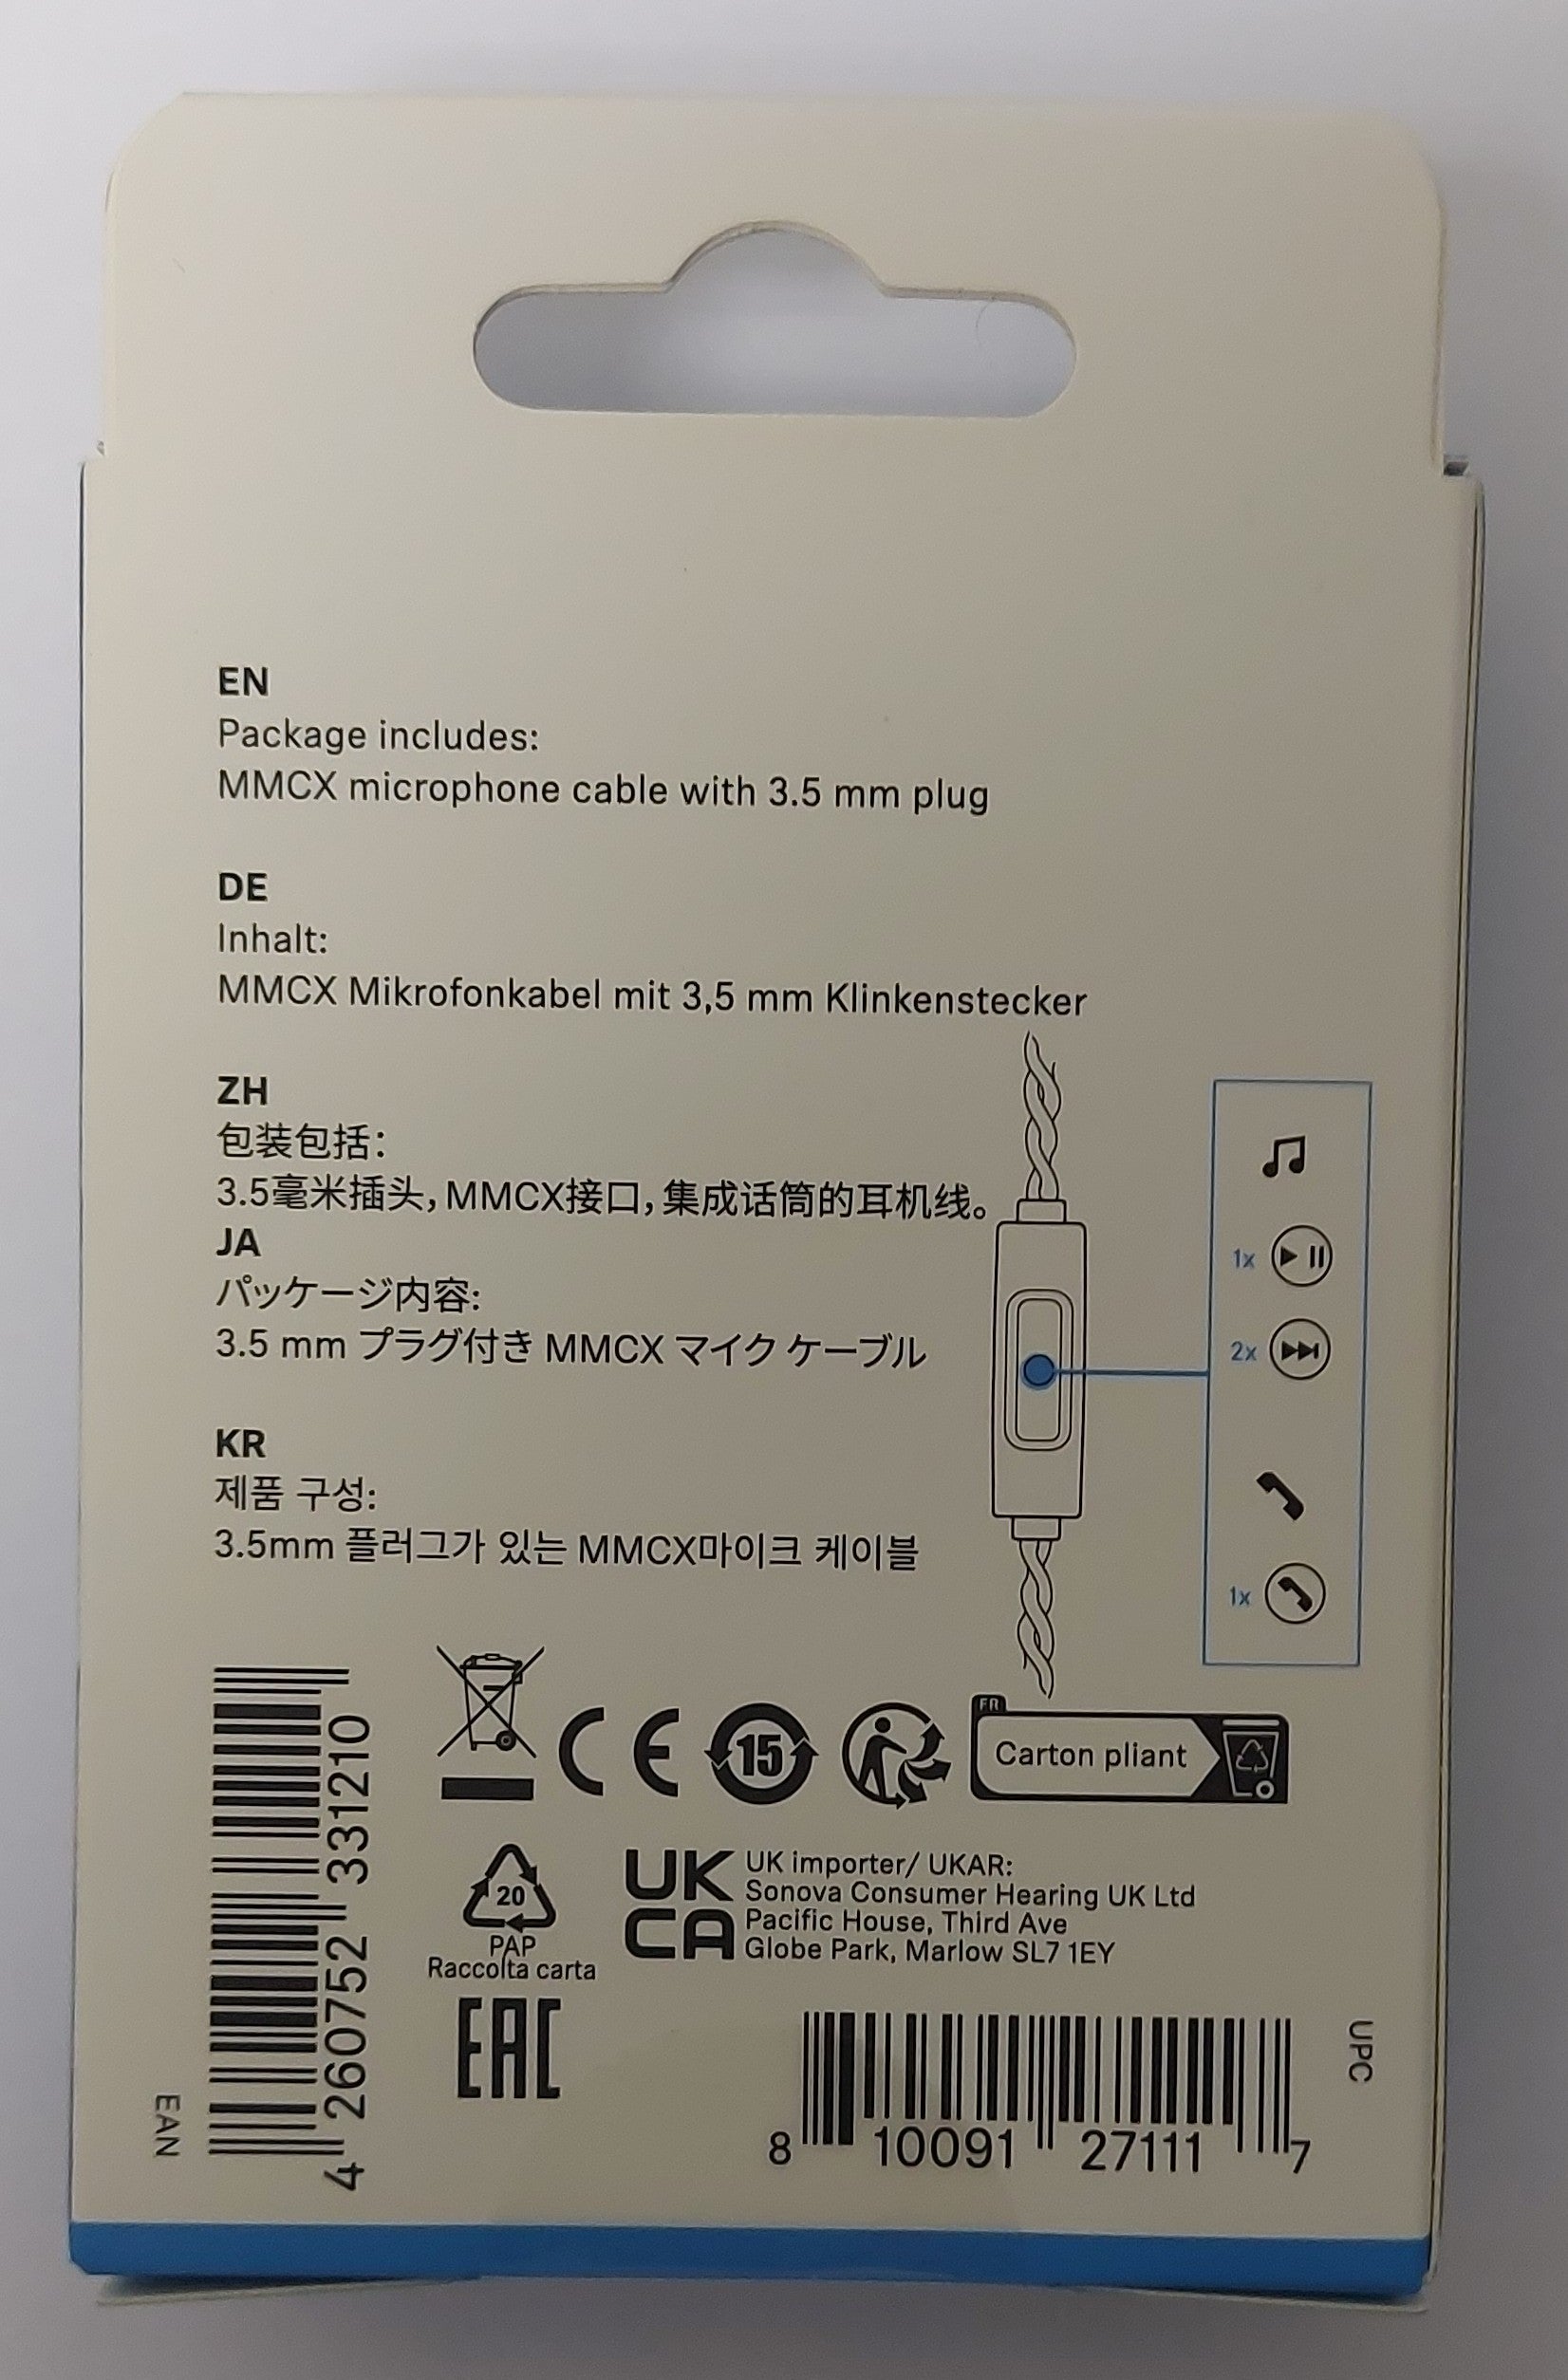 EN
Package includes:
MMCX microphone cable with 3.5 mm plug
DE
Inhalt:
MMCX Mikrofonkabel mit 3,5 mm Klinkenstecker
ZH
包装包括：
3.5毫米插头，MMCX接口，集成话筒的耳机线。
JA
パッケージ内容:
3.5 mm プラグ付き MMCX マイク ケーブル
KR
제품 구성:
3.5mm 플러그가 있는 MMCX마이크 케이블
1x
2x
1x
CE
15
FR
Carton pliant
20
PAP
Raccolta carta
UK
CA
UK importer/ UKAR:
Sonova Consumer Hearing UK Ltd
Pacific House, Third Ave
Globe Park, Marlow SL7 1EY
EAC
EAN
4 260752 331210
UPC
8 10091 27111 7